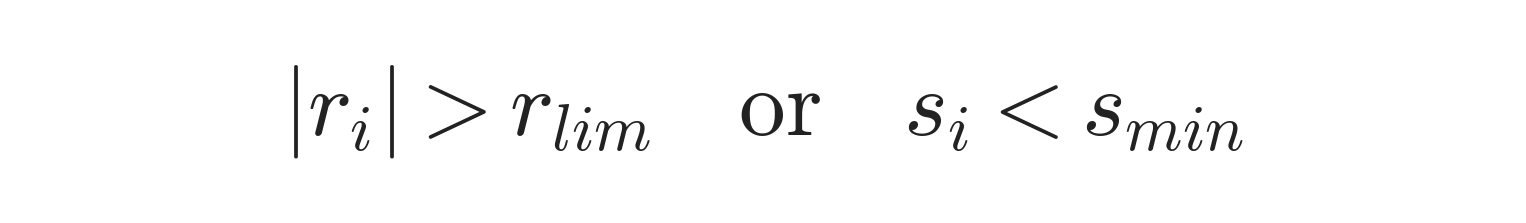 |r_i| > r_{lim} or s_i < s_{min}